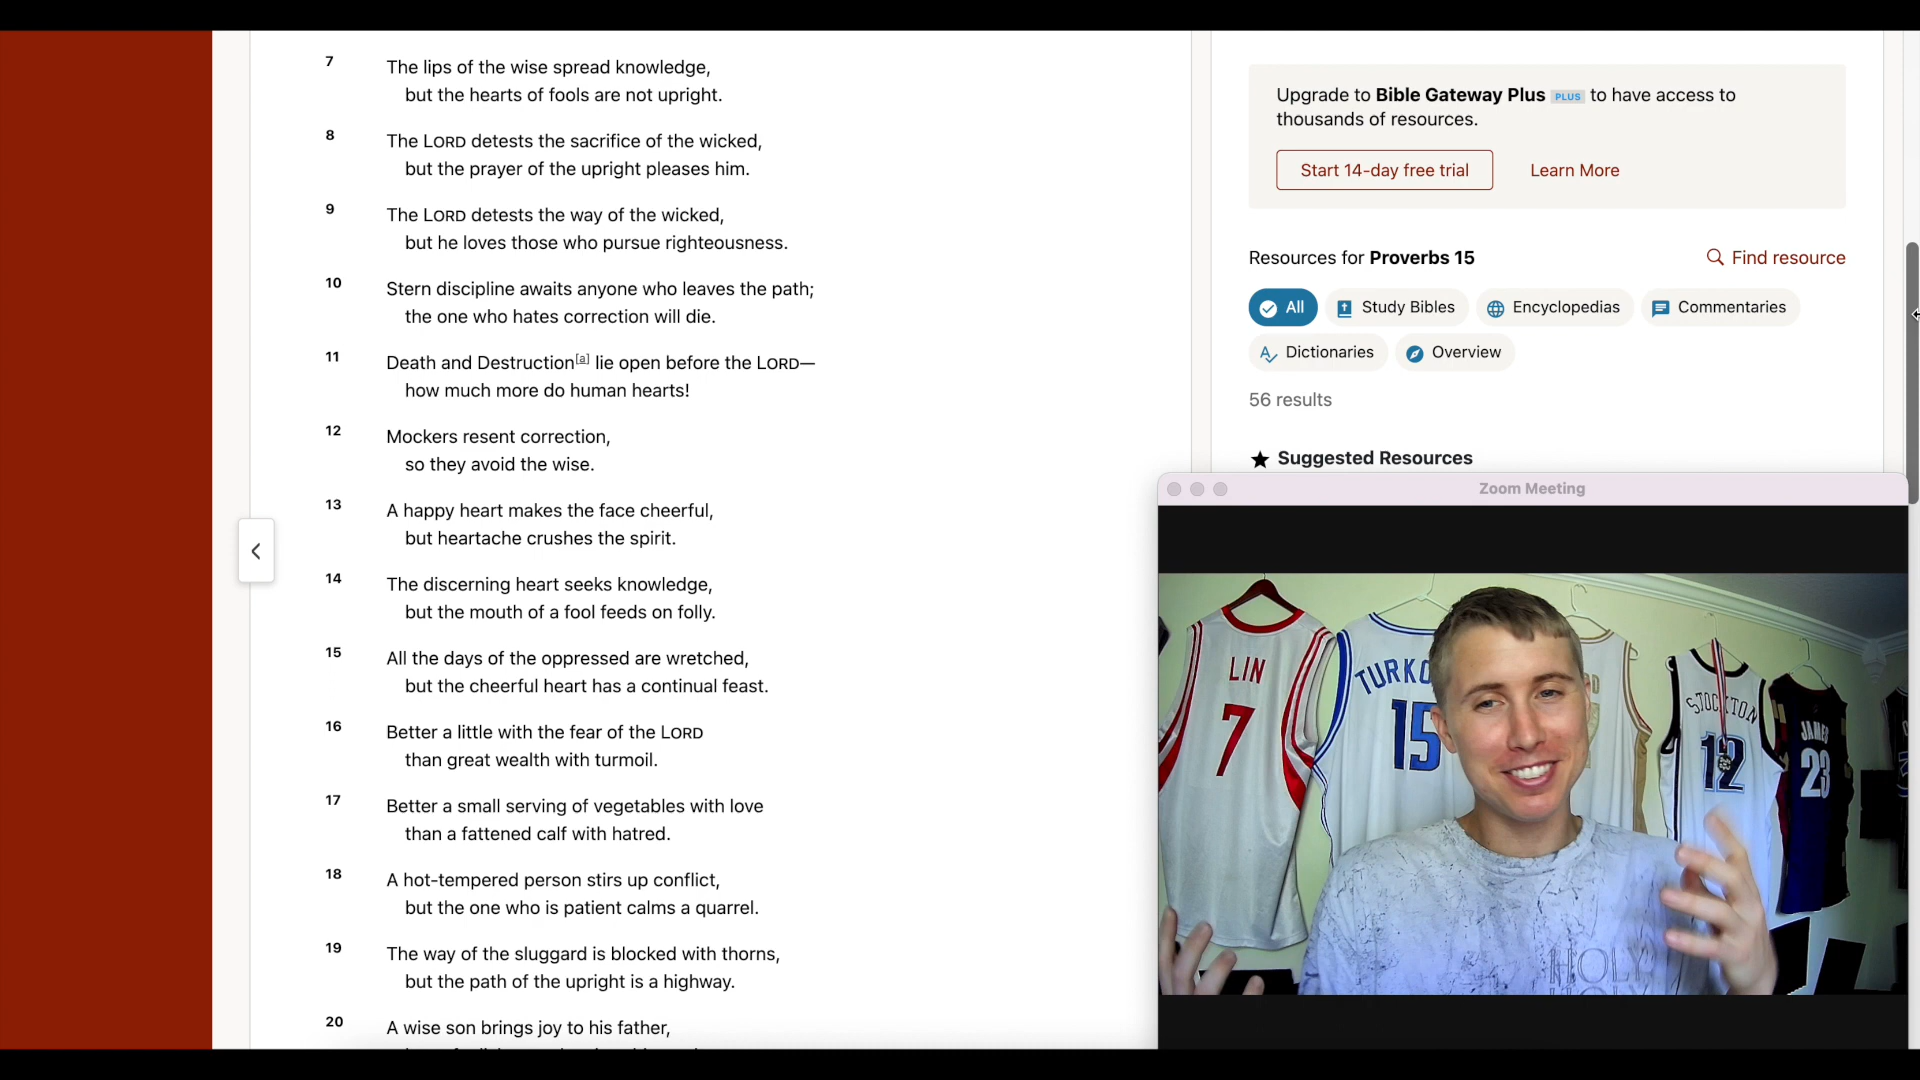 7
The lips of the wise spread knowledge,
but the hearts of fools are not upright.
8
The LORD detests the sacrifice of the wicked,
but the prayer of the upright pleases him.
9
The LORD detests the way of the wicked,
but he loves those who pursue righteousness.
10
Stern discipline awaits anyone who leaves the path;
the one who hates correction will die.
11
Death and Destruction[a] lie open before the LORD—
how much more do human hearts!
12
Mockers resent correction,
so they avoid the wise.
13
A happy heart makes the face cheerful,
but heartache crushes the spirit.
14
The discerning heart seeks knowledge,
but the mouth of a fool feeds on folly.
15
All the days of the oppressed are wretched,
but the cheerful heart has a continual feast.
16
Better a little with the fear of the LORD
than great wealth with turmoil.
17
Better a small serving of vegetables with love
than a fattened calf with hatred.
18
A hot-tempered person stirs up conflict,
but the one who is patient calms a quarrel.
19
The way of the sluggard is blocked with thorns,
but the path of the upright is a highway.
20
A wise son brings joy to his father,
Upgrade to Bible Gateway Plus PLUS to have access to
thousands of resources.
Start 14-day free trial
Learn More
Resources for Proverbs 15
Find resource
All
Study Bibles
Encyclopedias
Commentaries
Dictionaries
Overview
56 results
Suggested Resources
Zoom Meeting
LIN
7
TURKO
15
STOCKTON
12
JAMES
23
HOLY